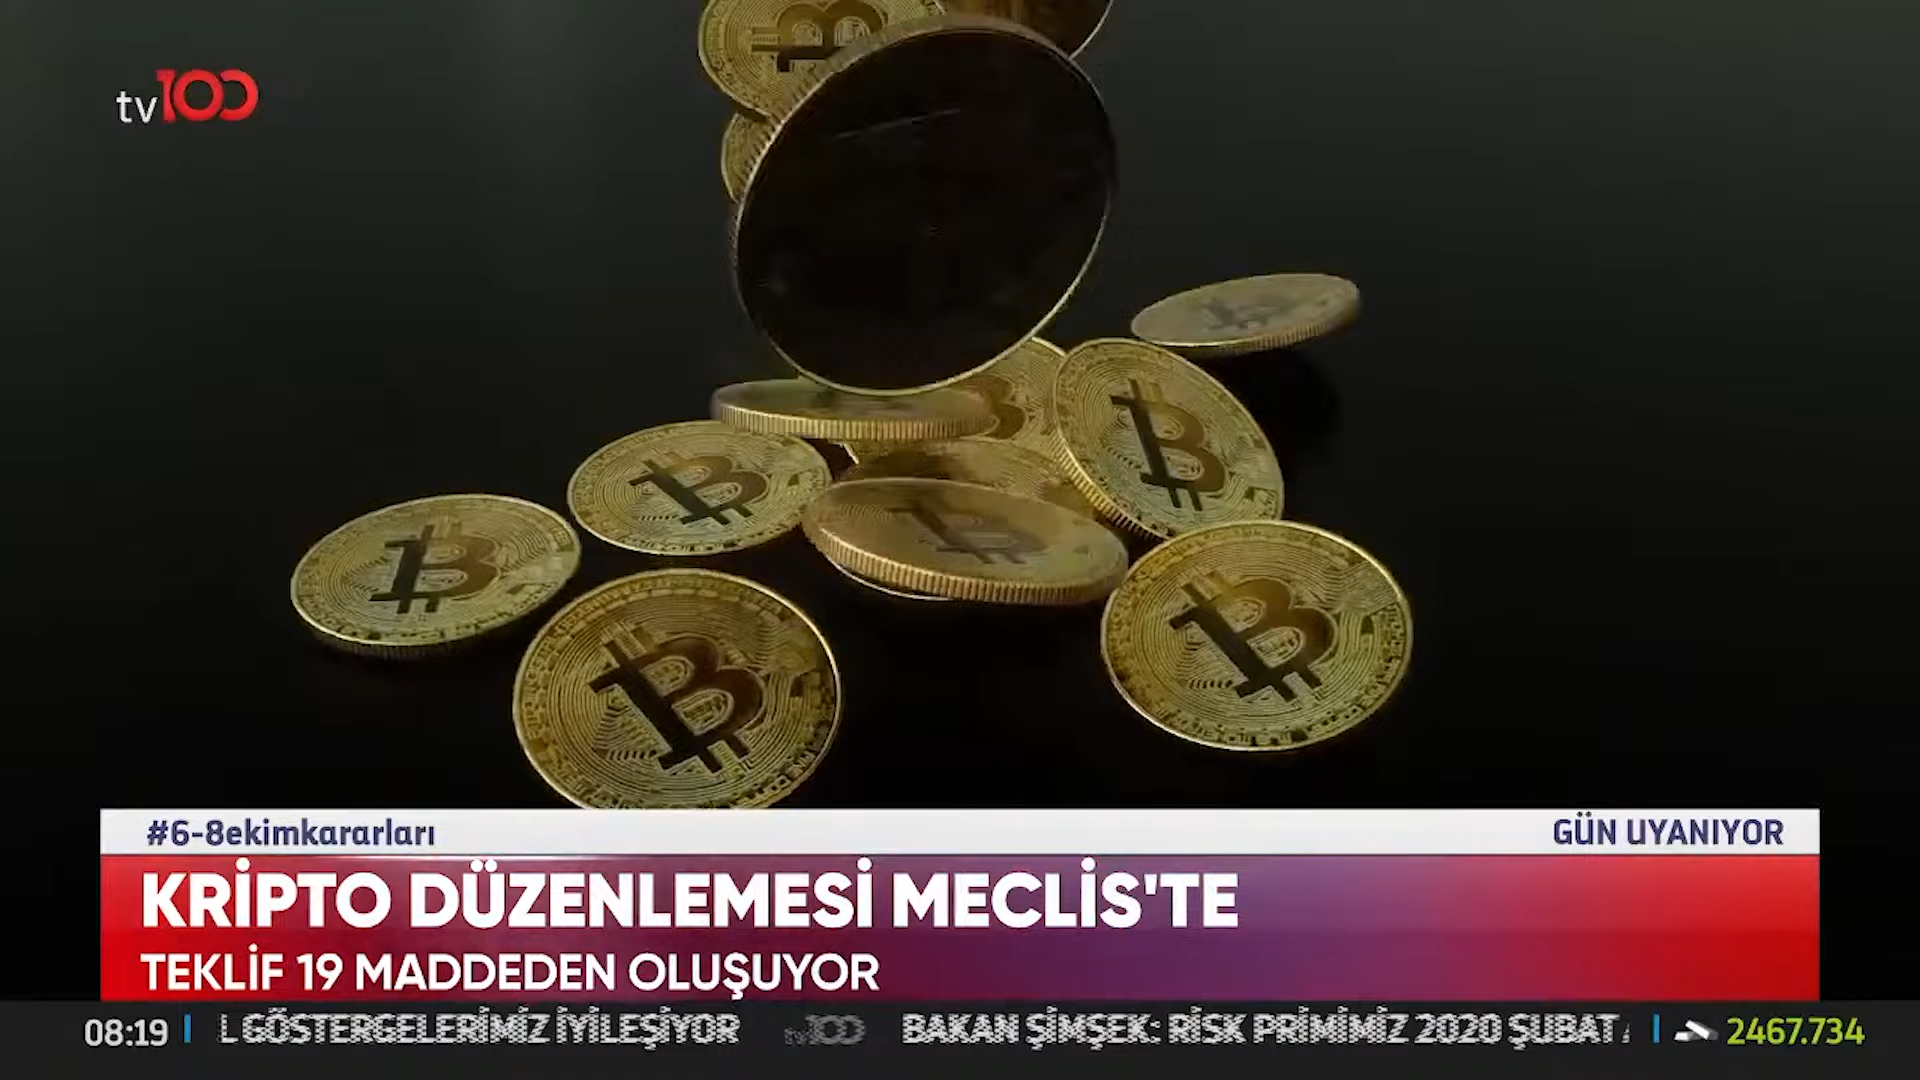 tv100
#6-8ekimkararları
GÜN UYANIYOR
KRİPTO DÜZENLEMESİ MECLİS'TE
TEKLİF 19 MADDEDEN OLUŞUYOR
08:19
L GÖSTERGELERİMİZ İYİLEŞİYOR tv100 BAKAN ŞİMŞEK: RİSK PRİMİMİZ 2020 ŞUBAT
2467.734